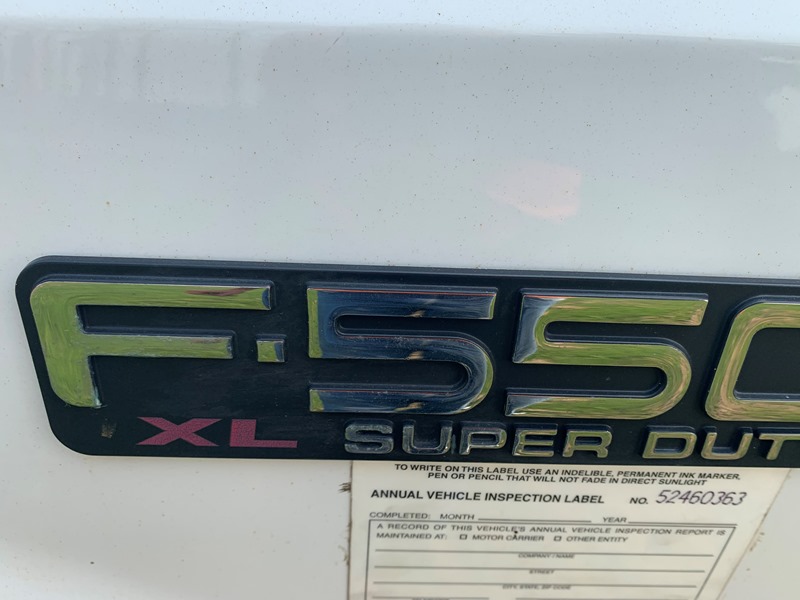 F-550
XL SUPER DUT
TO WRITE ON THIS LABEL USE AN INDELIBLE, PERMANENT INK MARKER,
PEN OR PENCIL THAT WILL NOT FADE IN DIRECT SUNLIGHT
ANNUAL VEHICLE INSPECTION LABEL NO. 52460363
COMPLETED: MONTH YEAR
A RECORD OF THIS VEHICLE'S ANNUAL VEHICLE INSPECTION REPORT IS
MAINTAINED AT: ☐ MOTOR CARRIER ☐ OTHER ENTITY
COMPANY / NAME
STREET
CITY, STATE, ZIP CODE